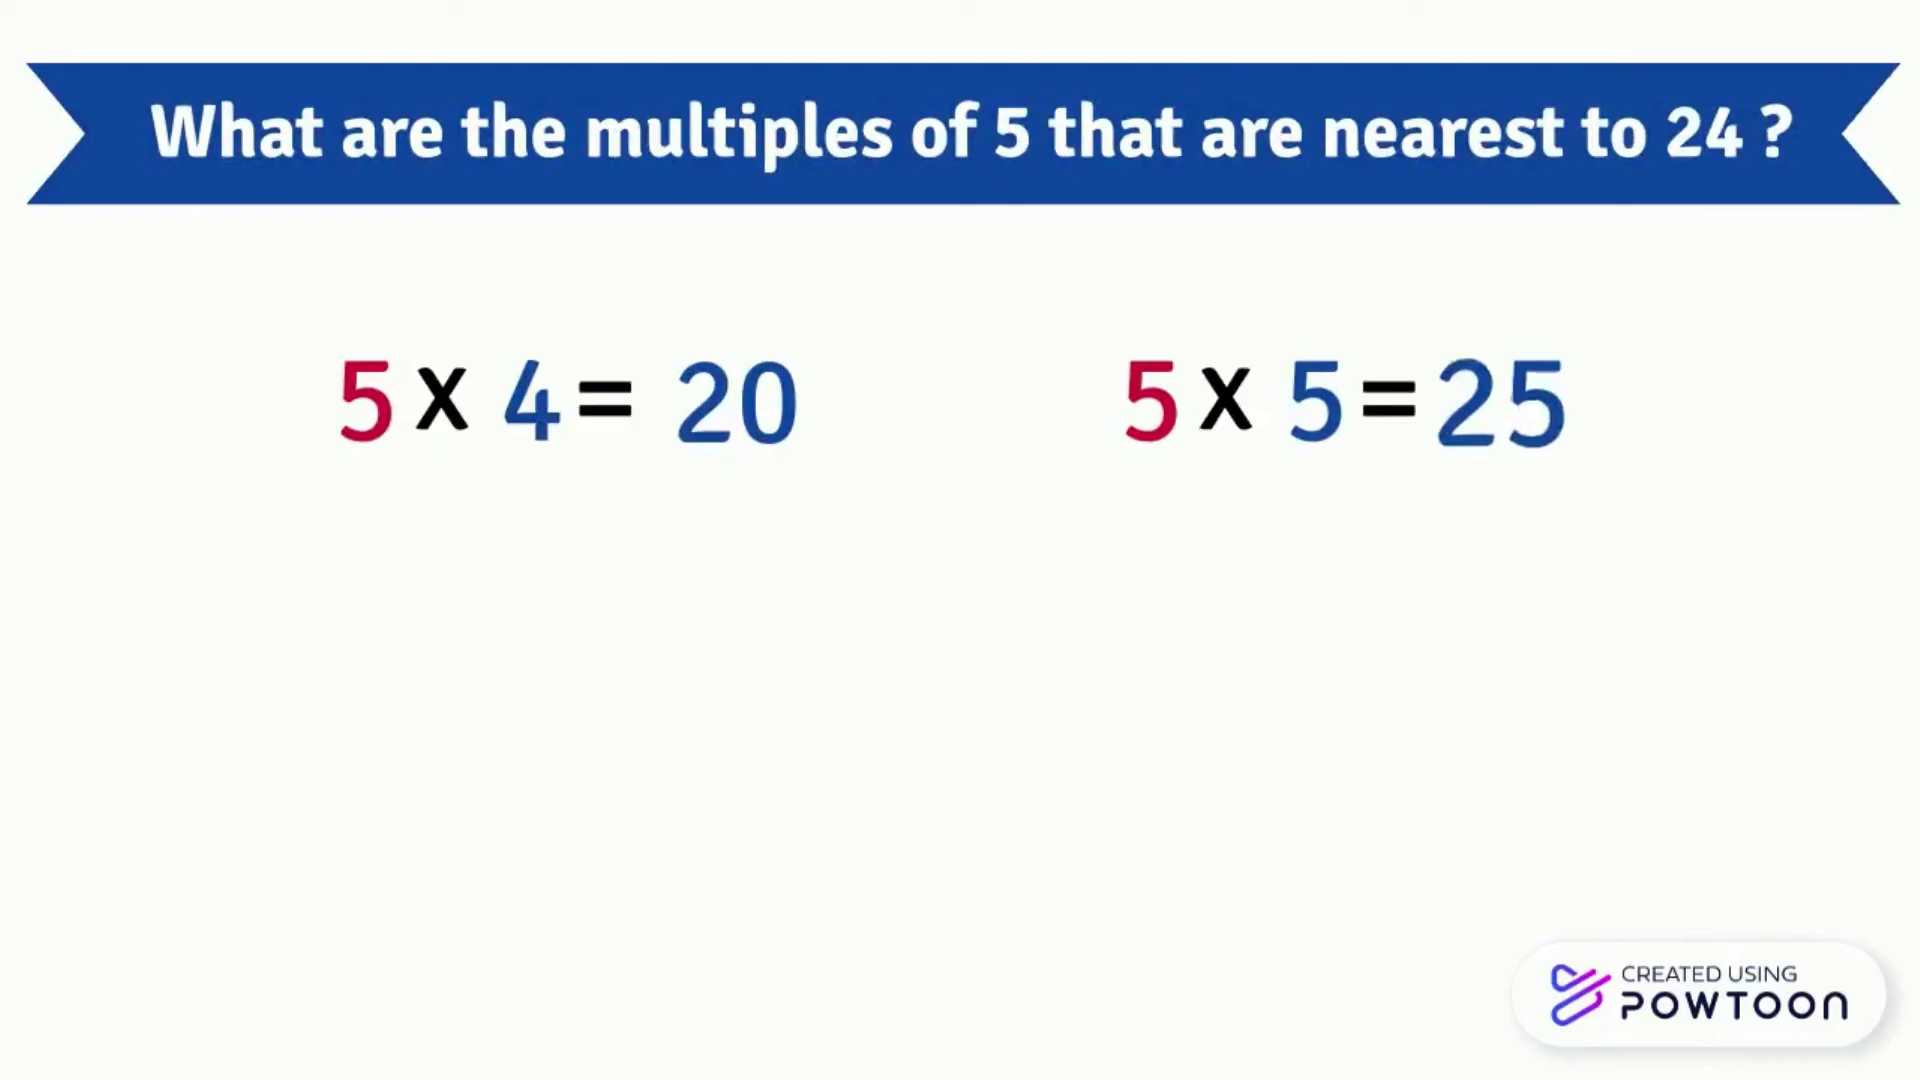 What are the multiples of 5 that are nearest to 24 ?
5 x 4 = 20
5 x 5 = 25
CREATED USING
POWTOON